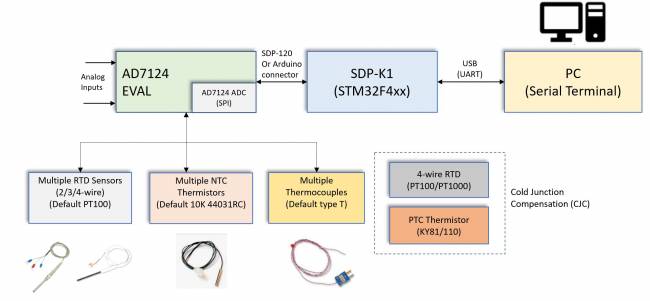 Analog
Inputs
AD7124
EVAL
AD7124 ADC
(SPI)
SDP-120
Or Arduino
connector
SDP-K1
(STM32F4xx)
USB
(UART)
PC
(Serial Terminal)
Multiple RTD Sensors
(2/3/4-wire)
(Default PT100)
Multiple NTC
Thermistors
(Default 10K 44031RC)
Multiple
Thermocouples
(Default type T)
4-wire RTD
(PT100/PT1000)
PTC Thermistor
(KY81/110)
Cold Junction
Compensation (CJC)